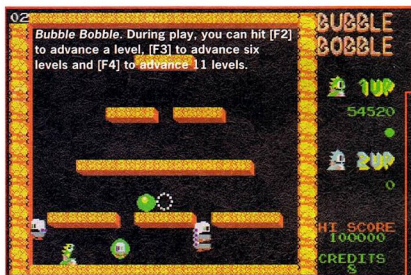 02
Bubble Bobble. During play, you can hit [F2]
to advance a level, [F3] to advance six
levels and [F4] to advance 11 levels.
BUBBLE
BOBBLE
1UP
54520
2UP
0
HI SCORE
100000
CREDITS
8